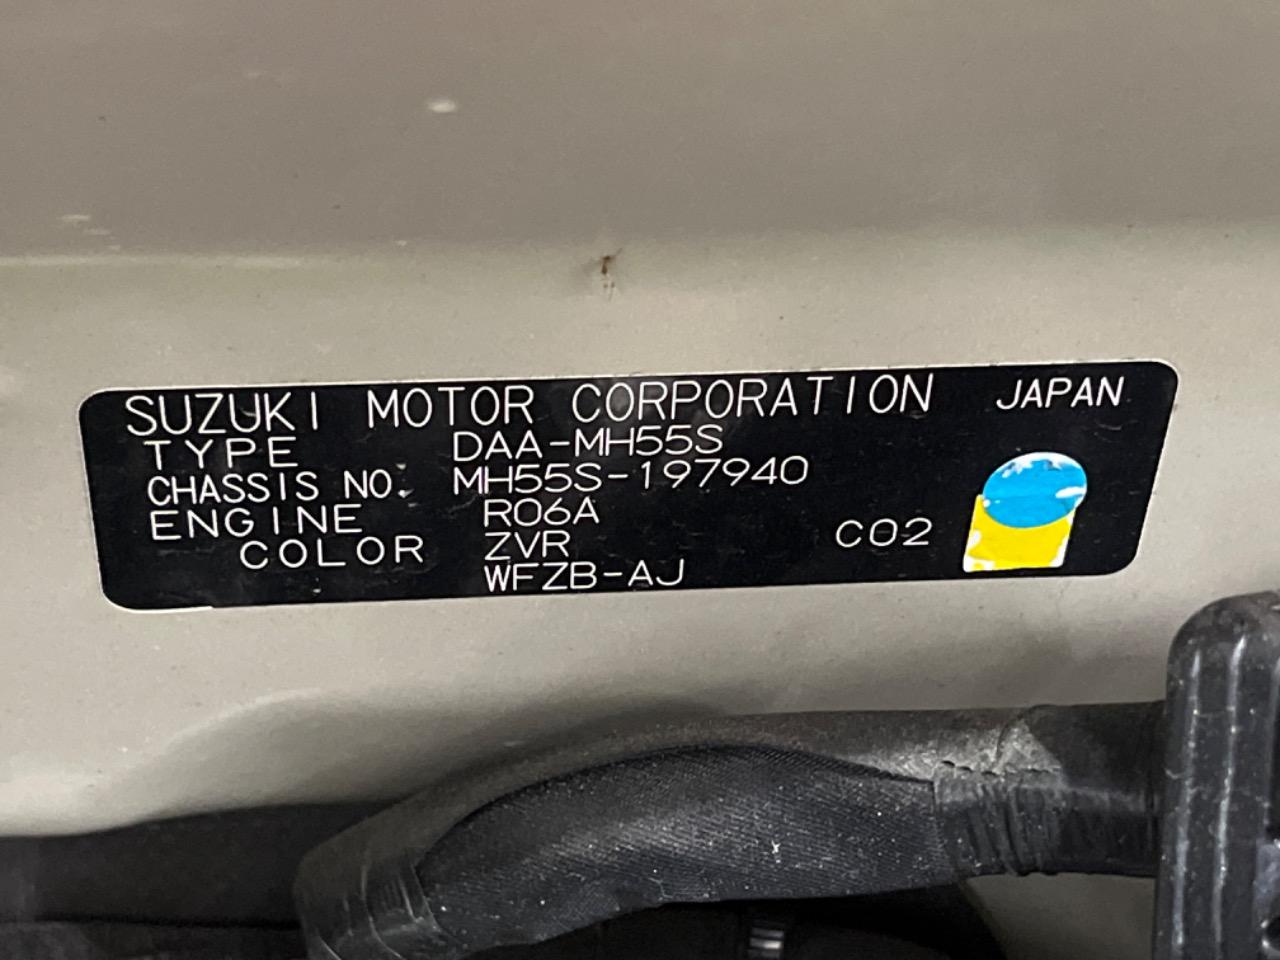 SUZUKI MOTOR CORPORATION JAPAN
TYPE DAA-MH55S
CHASSIS NO. MH55S-197940
ENGINE R06A
COLOR ZVR C02
WFZB-AJ